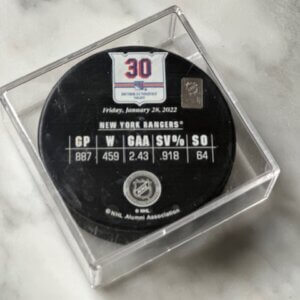 30
Friday, January 28, 2022
NEW YORK RANGERS®
GP W GAA SV% SO
887 459 2.43 .918 64
NHL
© NHL
©NHL Alumni Association